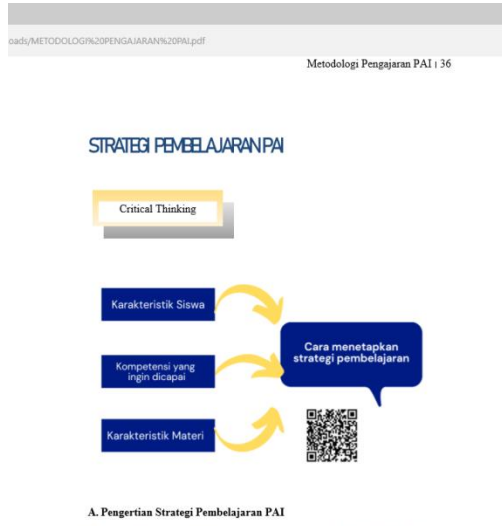 oads/METODOLOGI%20PENGAJARAN%20PAI.pdf
Metodologi Pengajaran PAI | 36
STRATEGI PEMBELAJARAN PAI
Critical Thinking
Karakteristik Siswa
Kompetensi yang
ingin dicapai
Karakteristik Materi
Cara menetapkan
strategi pembelajaran
A. Pengertian Strategi Pembelajaran PAI